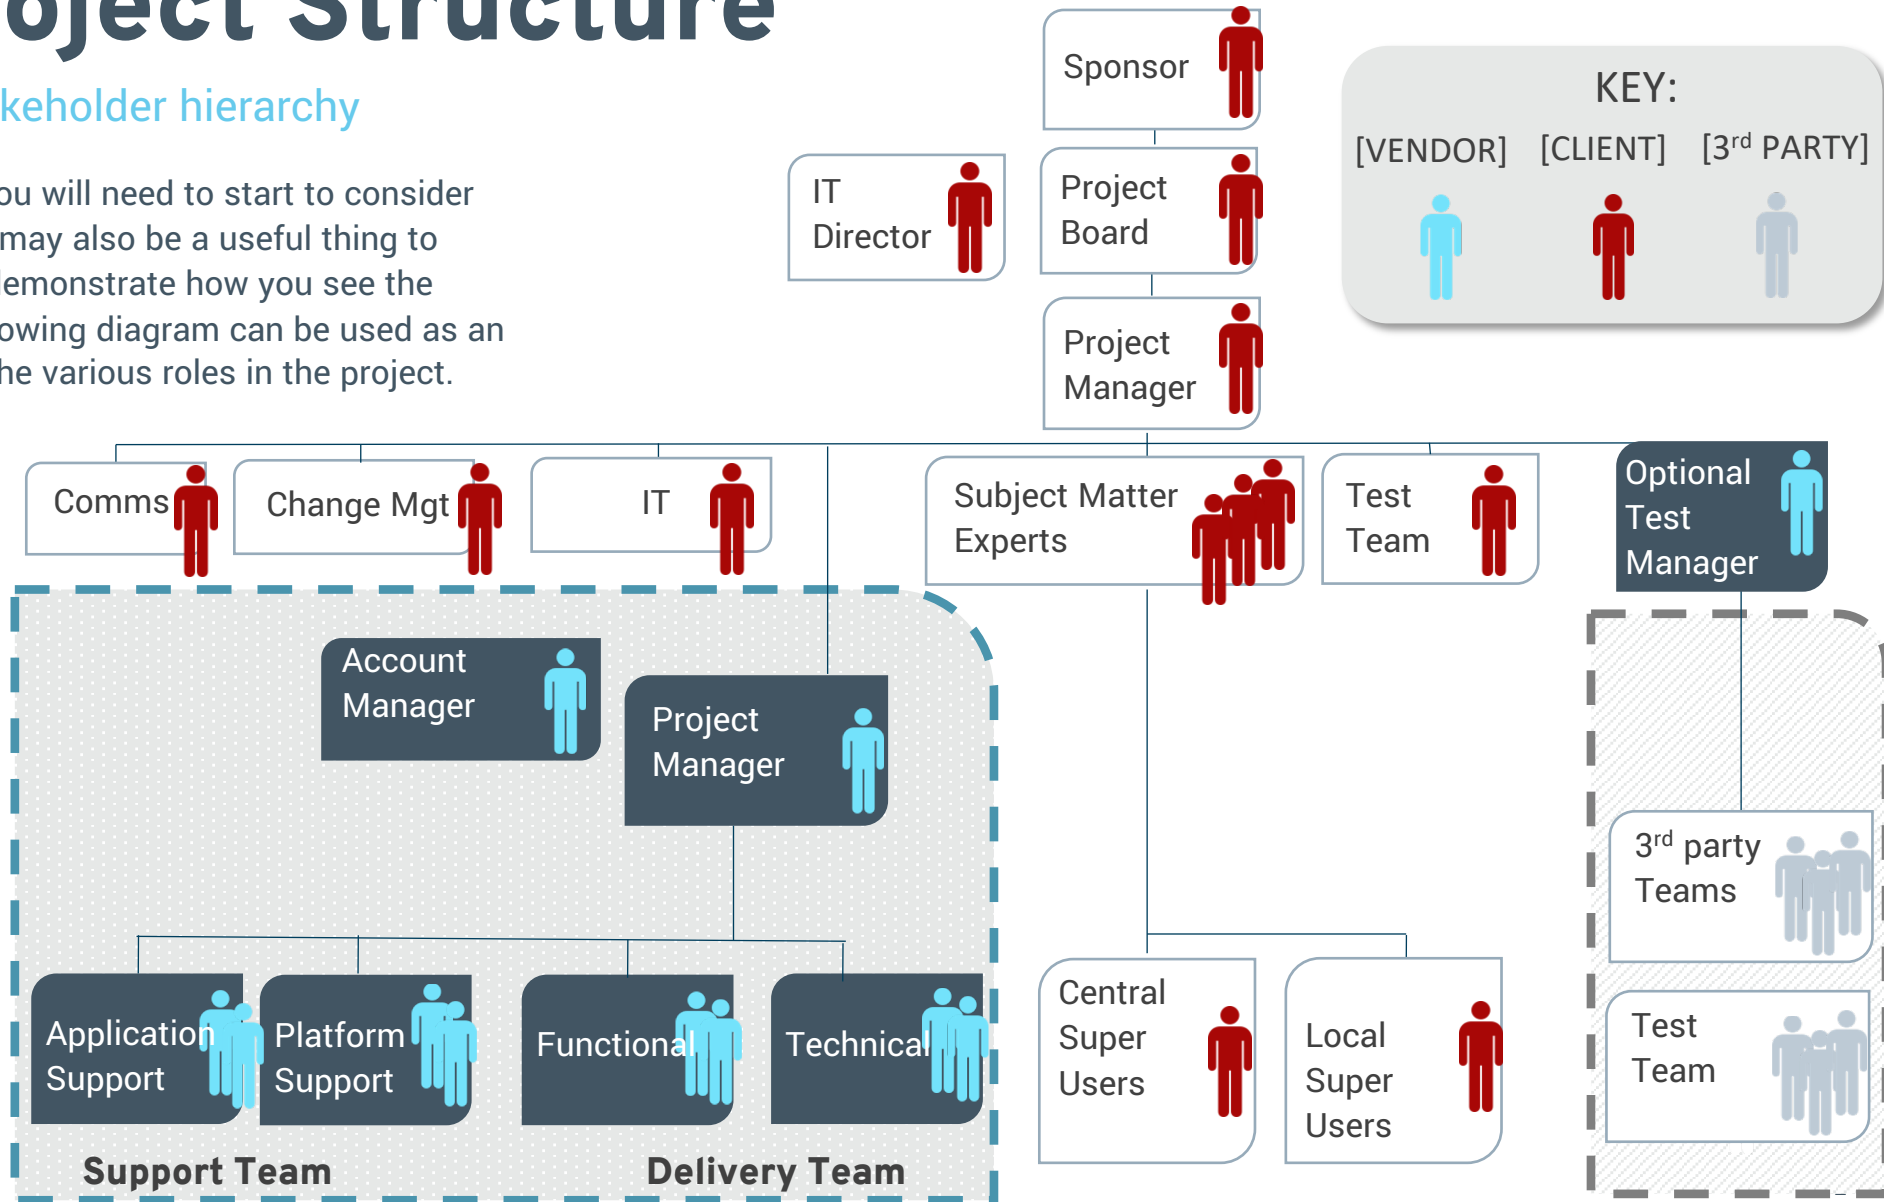 oject Structure
keholder hierarchy
ou will need to start to consider
may also be a useful thing to
lemonstrate how you see the
owing diagram can be used as an
he various roles in the project.
Sponsor
KEY:
[VENDOR] [CLIENT] [3rd PARTY]
IT
Director
Project
Board
Project
Manager
Comms
Change Mgt
IT
Subject Matter
Experts
Test
Team
Optional
Test
Manager
Account
Manager
Project
Manager
3rd party
Teams
Application
Support
Platform
Support
Functional
Technical
Central
Super
Users
Local
Super
Users
Test
Team
Support Team
Delivery Team